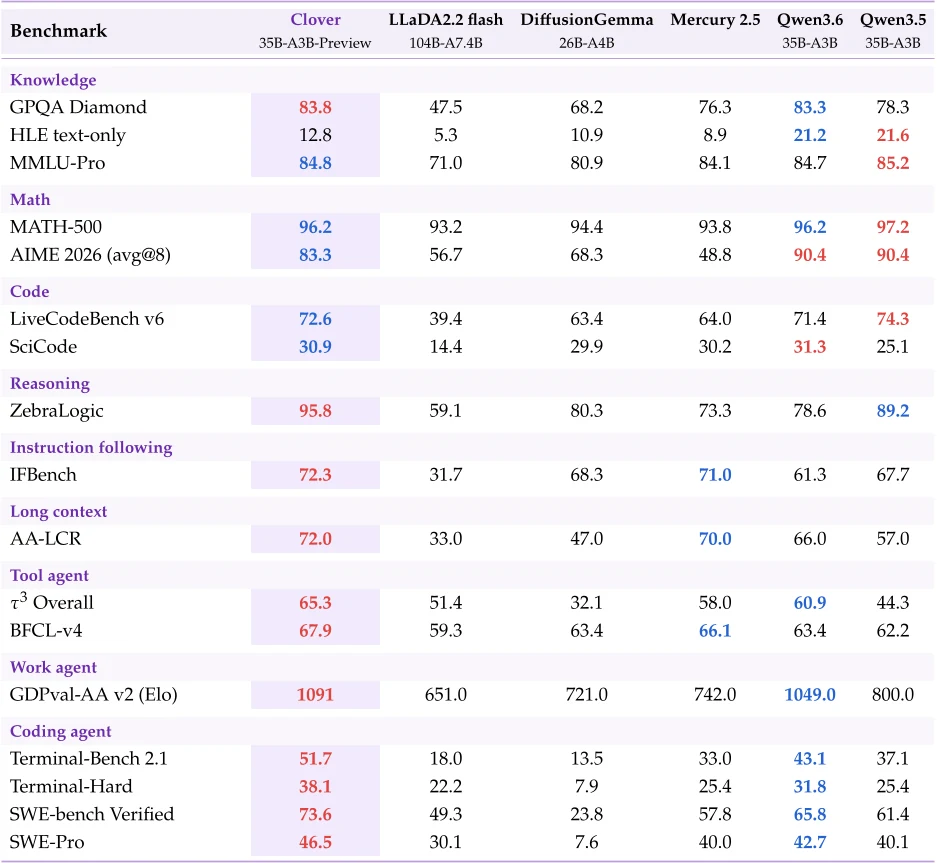 Benchmark Clover LLaDA2.2 flash DiffusionGemma Mercury 2.5 Qwen3.6 Qwen3.5
35B-A3B-Preview 104B-A7.4B 26B-A4B 35B-A3B 35B-A3B
Knowledge
GPQA Diamond 83.8 47.5 68.2 76.3 83.3 78.3
HLE text-only 12.8 5.3 10.9 8.9 21.2 21.6
MMLU-Pro 84.8 71.0 80.9 84.1 84.7 85.2
Math
MATH-500 96.2 93.2 94.4 93.8 96.2 97.2
AIME 2026 (avg@8) 83.3 56.7 68.3 48.8 90.4 90.4
Code
LiveCodeBench v6 72.6 39.4 63.4 64.0 71.4 74.3
SciCode 30.9 14.4 29.9 30.2 31.3 25.1
Reasoning
ZebraLogic 95.8 59.1 80.3 73.3 78.6 89.2
Instruction following
IFBench 72.3 31.7 68.3 71.0 61.3 67.7
Long context
AA-LCR 72.0 33.0 47.0 70.0 66.0 57.0
Tool agent
τ³ Overall 65.3 51.4 32.1 58.0 60.9 44.3
BFCL-v4 67.9 59.3 63.4 66.1 63.4 62.2
Work agent
GDPval-AA v2 (Elo) 1091 651.0 721.0 742.0 1049.0 800.0
Coding agent
Terminal-Bench 2.1 51.7 18.0 13.5 33.0 43.1 37.1
Terminal-Hard 38.1 22.2 7.9 25.4 31.8 25.4
SWE-bench Verified 73.6 49.3 23.8 57.8 65.8 61.4
SWE-Pro 46.5 30.1 7.6 40.0 42.7 40.1